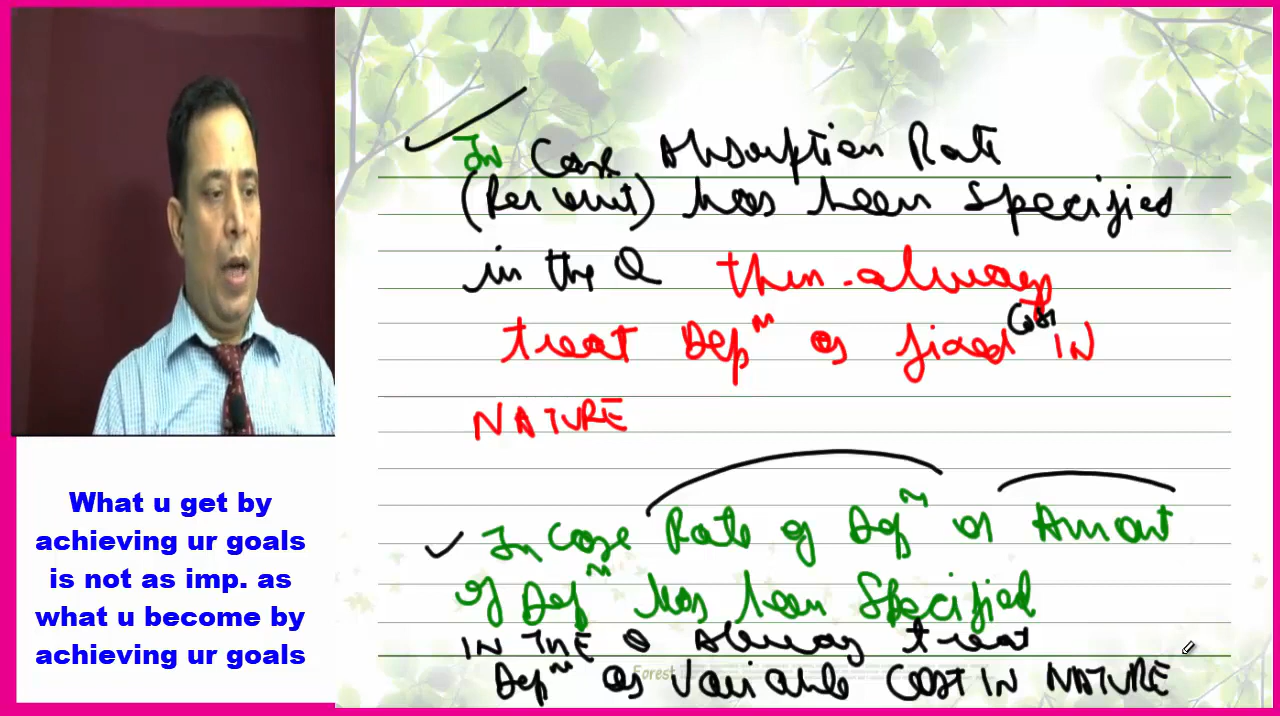 In Case Absorption Rate
(Per Unit) has been Specified
in the Q then always
treat Depn as fixed Cost IN
NATURE
In case Rate of Depn or Amount
of Depn has been Specified
IN THE Q Always treat
Depn as Variable COST IN NATURE
Forest
What u get by
achieving ur goals
is not as imp. as
what u become by
achieving ur goals